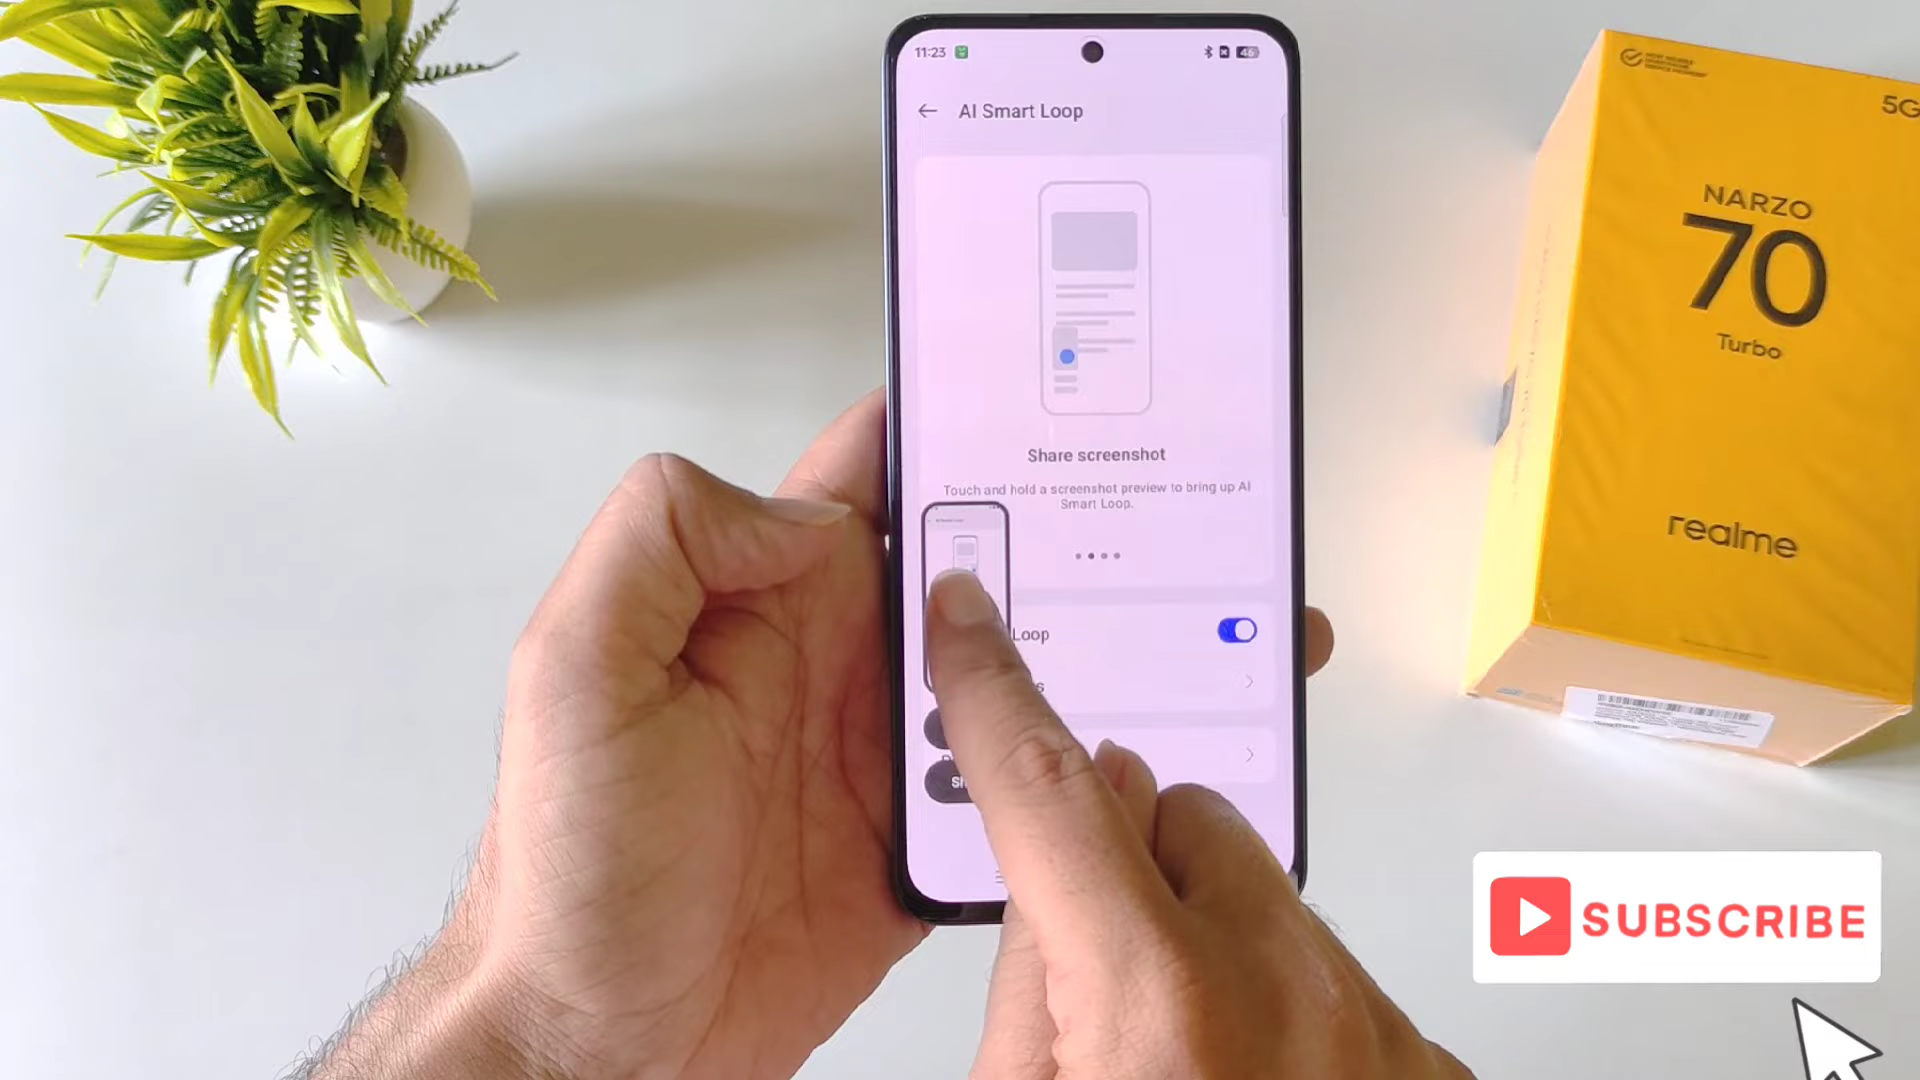 11:23
46
AI Smart Loop
Share screenshot
Touch and hold a screenshot preview to bring up AI
Smart Loop.
Loop
5G
NARZO
70
Turbo
realme
SUBSCRIBE